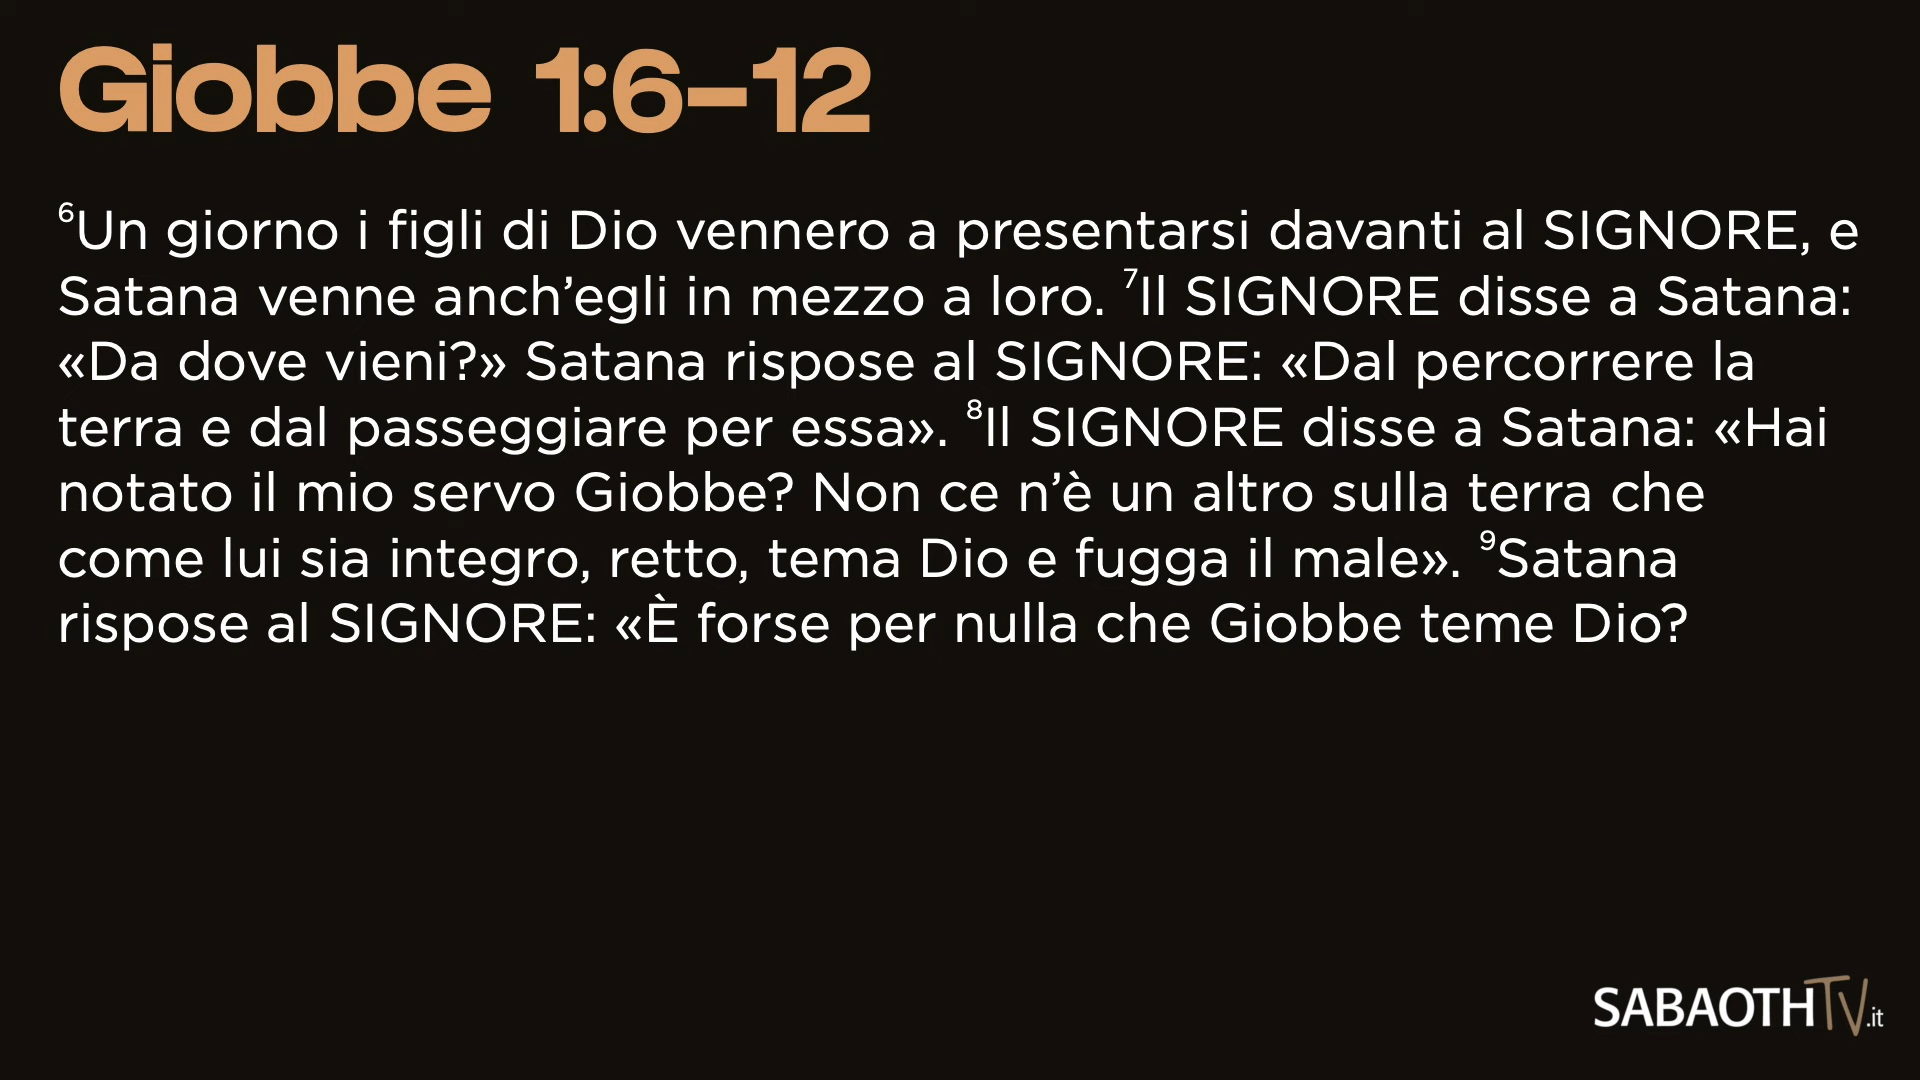 Giobbe 1:6–12
⁶Un giorno i figli di Dio vennero a presentarsi davanti al SIGNORE, e
Satana venne anch’egli in mezzo a loro. ⁷Il SIGNORE disse a Satana:
«Da dove vieni?» Satana rispose al SIGNORE: «Dal percorrere la
terra e dal passeggiare per essa». ⁸Il SIGNORE disse a Satana: «Hai
notato il mio servo Giobbe? Non ce n’è un altro sulla terra che
come lui sia integro, retto, tema Dio e fugga il male». ⁹Satana
rispose al SIGNORE: «È forse per nulla che Giobbe teme Dio?
SABAOTHTV.it